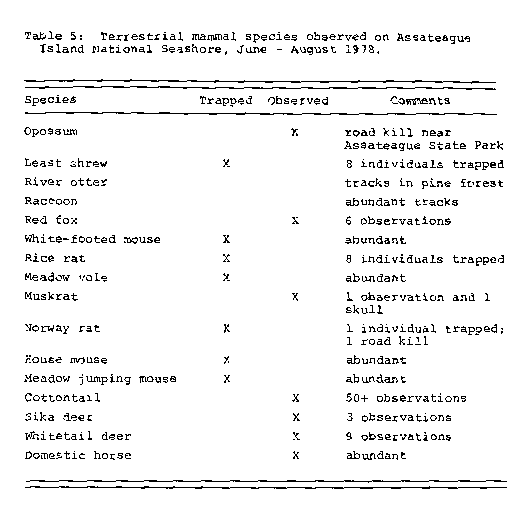 Table 5: Terrestrial mammal species observed on Assateague
Island National Seashore, June - August 1978.
Species Trapped Observed Comments
Opossum X road kill near
Assateague State Park
Least shrew X 8 individuals trapped
River otter tracks in pine forest
Raccoon abundant tracks
Red fox X 6 observations
White-footed mouse X abundant
Rice rat X 8 individuals trapped
Meadow vole X abundant
Muskrat X 1 observation and 1
skull
Norway rat X 1 individual trapped;
1 road kill
House mouse X abundant
Meadow jumping mouse X abundant
Cottontail X 50+ observations
Sika deer X 3 observations
Whitetail deer X 9 observations
Domestic horse X abundant